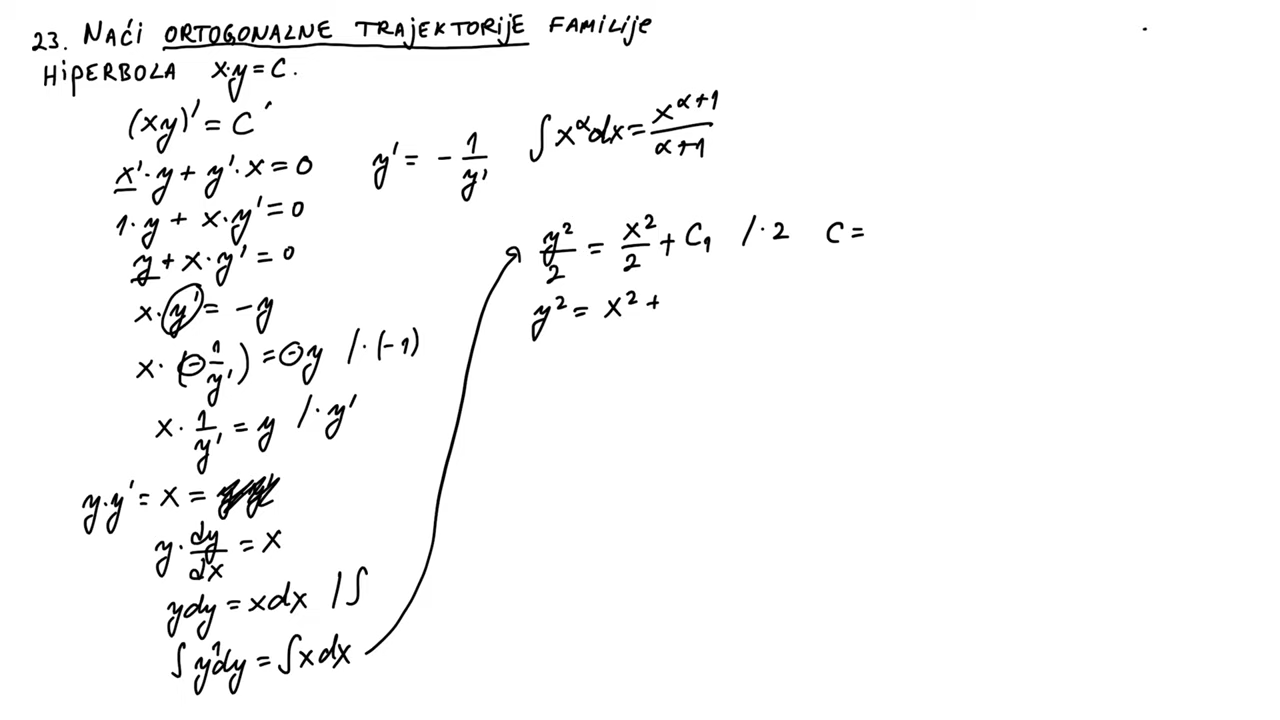 23. NAĆI ORTOGONALNE TRAJEKTORIJE FAMILIJE
HIPERBOLA x·y=C.
(xy)' = C'
x'·y + y'·x = 0
1·y + x·y' = 0
y + x·y' = 0
x·y' = -y
x·(-1/y') = -y /·(-1)
x·1/y' = y /·y'
y·y' = x =
y·dy/dx = x
ydy = xdx /∫
∫y¹dy = ∫xdx
y' = -1/y'
∫x^α dx = x^(α+1)/(α+1)
y²/2 = x²/2 + C₁ /·2 C =
y² = x² +